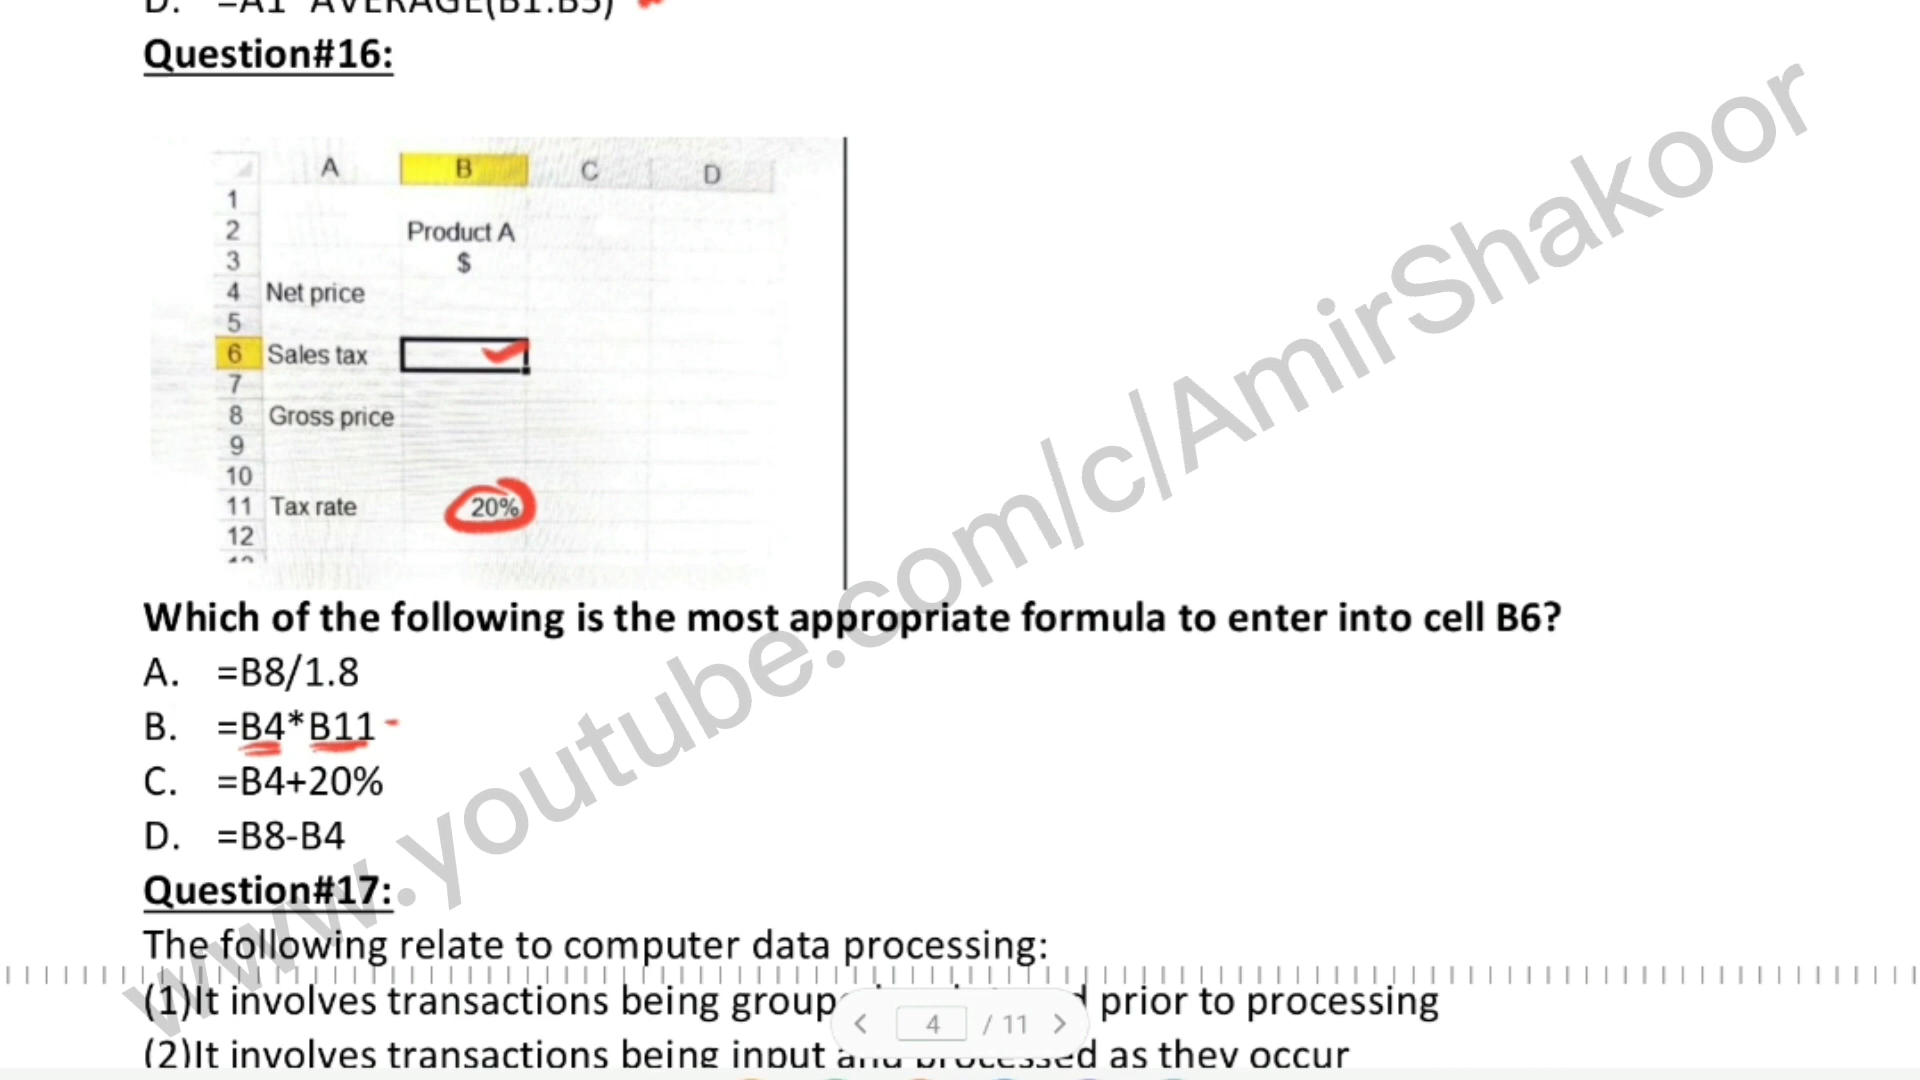 Question#16:
A B C D
1
2 Product A
3 $
4 Net price
5
6 Sales tax
7
8 Gross price
9
10
11 Tax rate 20%
12
Which of the following is the most appropriate formula to enter into cell B6?
A. =B8/1.8
B. =B4*B11
C. =B4+20%
D. =B8-B4
Question#17:
The following relate to computer data processing:
(1)It involves transactions being prior to processing
(2)It involves transactions being input as they occur
4 / 11
www.youtube.com/c/AmirShakoor